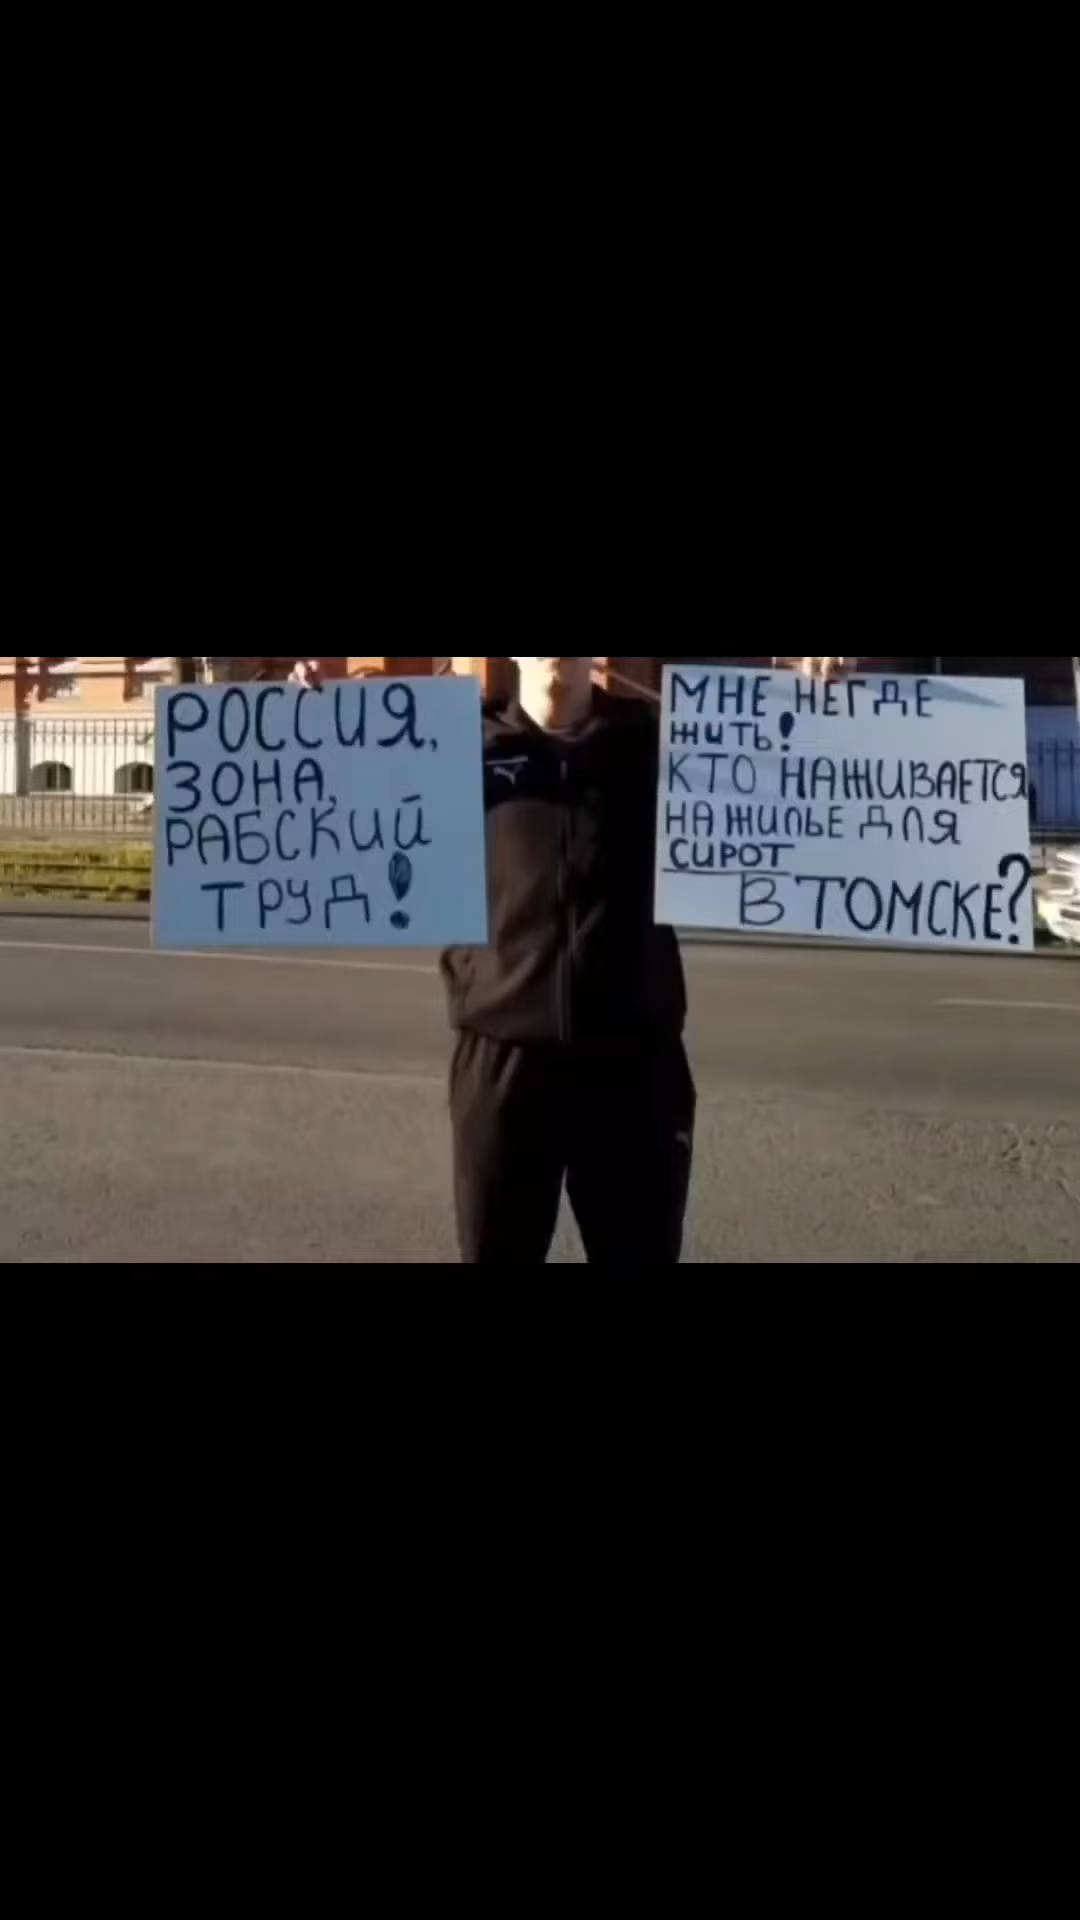 РОССИЯ,
ЗОНА,
РАБСКИЙ
ТРУД!
МНЕ НЕГДЕ
ЖИТЬ!
КТО НАЖИВАЕТСЯ
НА ЖИЛЬЕ ДЛЯ
СИРОТ
В ТОМСКЕ?